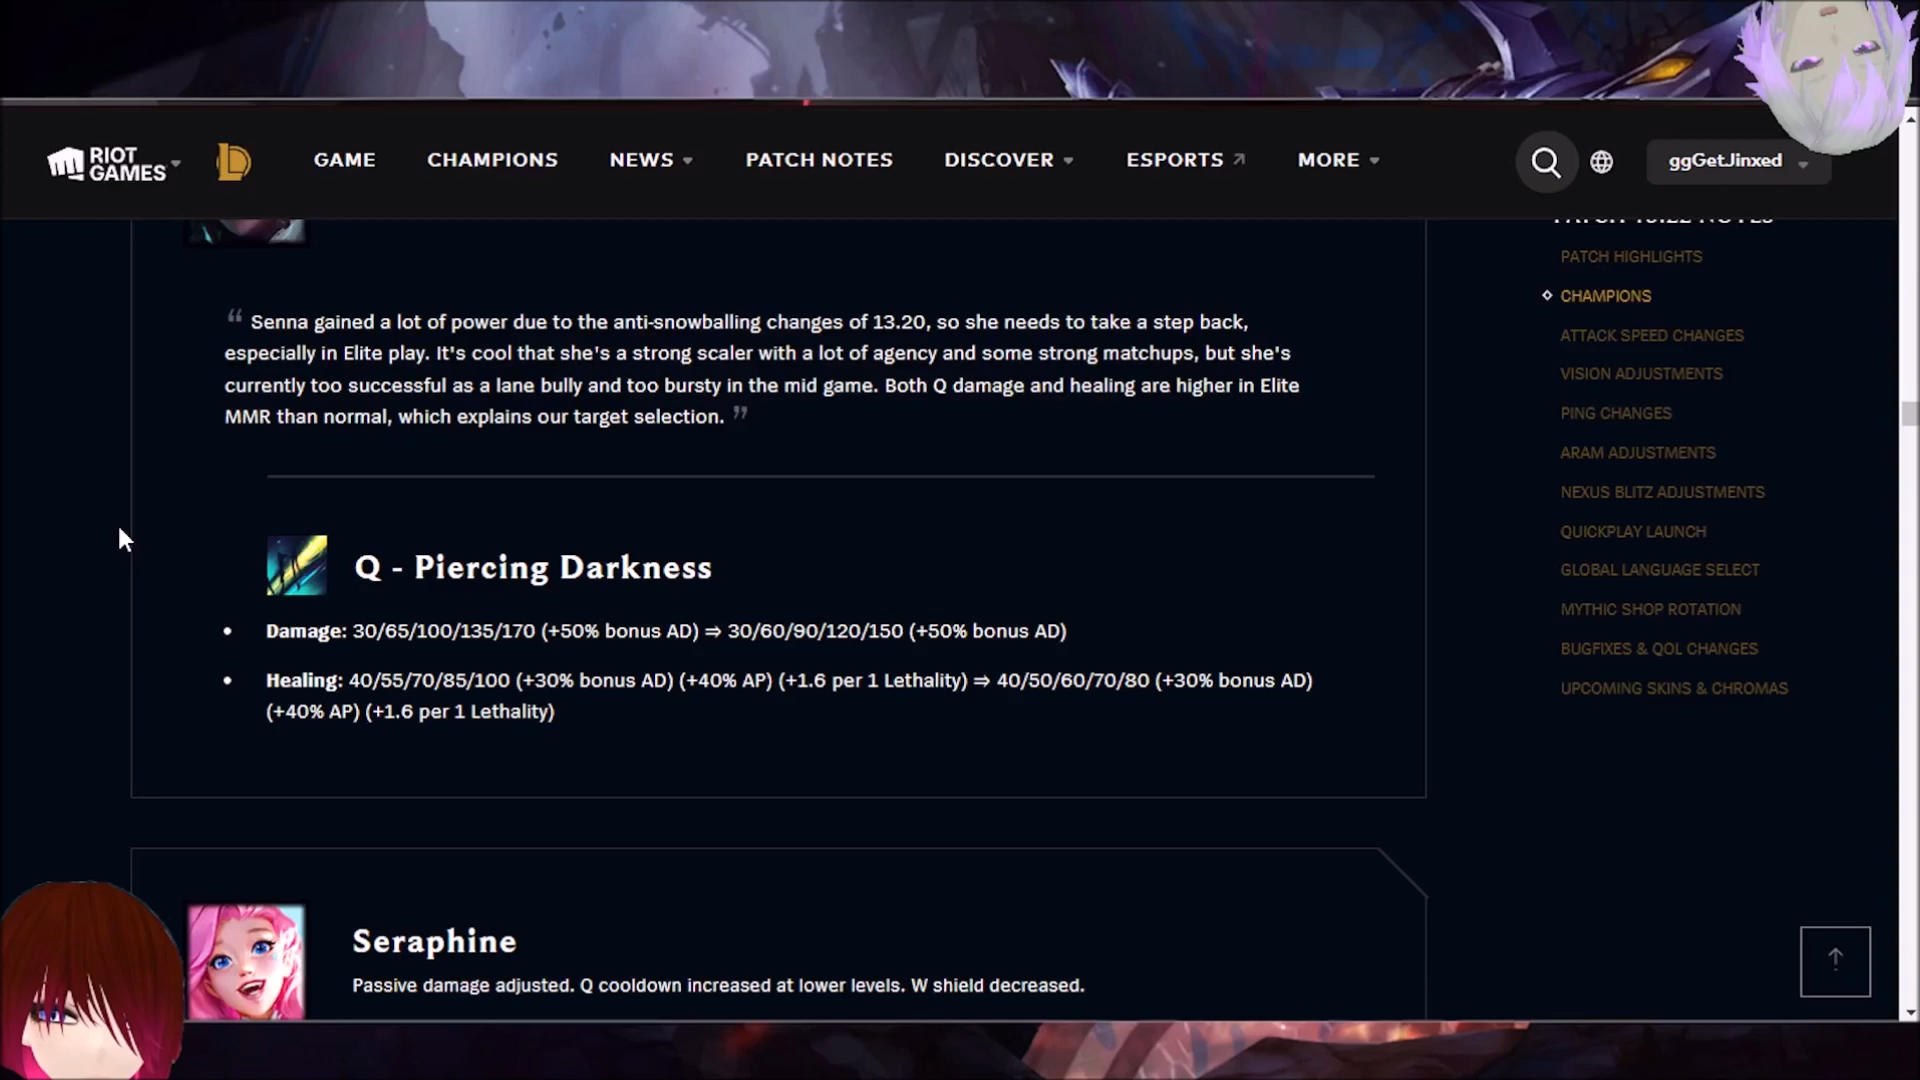 RIOT GAMES
GAME
CHAMPIONS
NEWS
PATCH NOTES
DISCOVER
ESPORTS
MORE
ggGetJinxed
PATCH 13.22 NOTES
PATCH HIGHLIGHTS
CHAMPIONS
ATTACK SPEED CHANGES
VISION ADJUSTMENTS
PING CHANGES
ARAM ADJUSTMENTS
NEXUS BLITZ ADJUSTMENTS
QUICKPLAY LAUNCH
GLOBAL LANGUAGE SELECT
MYTHIC SHOP ROTATION
BUGFIXES & QOL CHANGES
UPCOMING SKINS & CHROMAS
“ Senna gained a lot of power due to the anti-snowballing changes of 13.20, so she needs to take a step back,
especially in Elite play. It's cool that she's a strong scaler with a lot of agency and some strong matchups, but she's
currently too successful as a lane bully and too bursty in the mid game. Both Q damage and healing are higher in Elite
MMR than normal, which explains our target selection. ”
Q - Piercing Darkness
• Damage: 30/65/100/135/170 (+50% bonus AD) ⇒ 30/60/90/120/150 (+50% bonus AD)
• Healing: 40/55/70/85/100 (+30% bonus AD) (+40% AP) (+1.6 per 1 Lethality) ⇒ 40/50/60/70/80 (+30% bonus AD)
(+40% AP) (+1.6 per 1 Lethality)
Seraphine
Passive damage adjusted. Q cooldown increased at lower levels. W shield decreased.